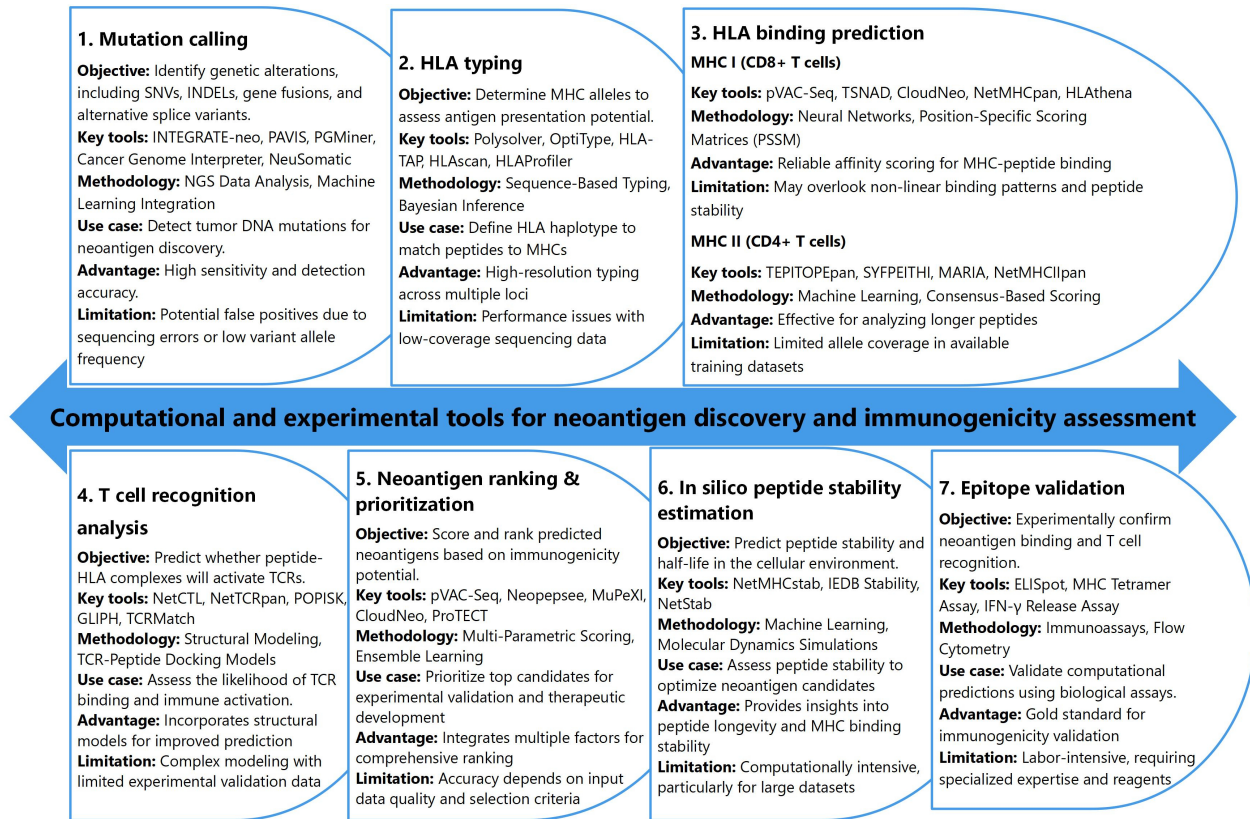 1. Mutation calling
Objective: Identify genetic alterations,
including SNVs, INDELs, gene fusions, and
alternative splice variants.
Key tools: INTEGRATE-neo, PAVIS, PGMiner,
Cancer Genome Interpreter, NeuSomatic
Methodology: NGS Data Analysis, Machine
Learning Integration
Use case: Detect tumor DNA mutations for
neoantigen discovery.
Advantage: High sensitivity and detection
accuracy.
Limitation: Potential false positives due to
sequencing errors or low variant allele
frequency
2. HLA typing
Objective: Determine MHC alleles to
assess antigen presentation potential.
Key tools: Polysolver, OptiType, HLA-
TAP, HLAscan, HLAProfiler
Methodology: Sequence-Based Typing,
Bayesian Inference
Use case: Define HLA haplotype to
match peptides to MHCs
Advantage: High-resolution typing
across multiple loci
Limitation: Performance issues with
low-coverage sequencing data
3. HLA binding prediction
MHC I (CD8+ T cells)
Key tools: pVAC-Seq, TSNAD, CloudNeo, NetMHCpan, HLAthena
Methodology: Neural Networks, Position-Specific Scoring
Matrices (PSSM)
Advantage: Reliable affinity scoring for MHC-peptide binding
Limitation: May overlook non-linear binding patterns and peptide
stability
MHC II (CD4+ T cells)
Key tools: TEPITOPEpan, SYFPEITHI, MARIA, NetMHCIIpan
Methodology: Machine Learning, Consensus-Based Scoring
Advantage: Effective for analyzing longer peptides
Limitation: Limited allele coverage in available
training datasets
Computational and experimental tools for neoantigen discovery and immunogenicity assessment
4. T cell recognition
analysis
Objective: Predict whether peptide-
HLA complexes will activate TCRs.
Key tools: NetCTL, NetTCRpan, POPISK,
GLIPH, TCRMatch
Methodology: Structural Modeling,
TCR-Peptide Docking Models
Use case: Assess the likelihood of TCR
binding and immune activation.
Advantage: Incorporates structural
models for improved prediction
Limitation: Complex modeling with
limited experimental validation data
5. Neoantigen ranking &
prioritization
Objective: Score and rank predicted
neoantigens based on immunogenicity
potential.
Key tools: pVAC-Seq, Neopepsee, MuPeXI,
CloudNeo, ProTECT
Methodology: Multi-Parametric Scoring,
Ensemble Learning
Use case: Prioritize top candidates for
experimental validation and therapeutic
development
Advantage: Integrates multiple factors for
comprehensive ranking
Limitation: Accuracy depends on input
data quality and selection criteria
6. In silico peptide stability
estimation
Objective: Predict peptide stability and
half-life in the cellular environment.
Key tools: NetMHCstab, IEDB Stability,
NetStab
Methodology: Machine Learning,
Molecular Dynamics Simulations
Use case: Assess peptide stability to
optimize neoantigen candidates
Advantage: Provides insights into
peptide longevity and MHC binding
stability
Limitation: Computationally intensive,
particularly for large datasets
7. Epitope validation
Objective: Experimentally confirm
neoantigen binding and T cell
recognition.
Key tools: ELISpot, MHC Tetramer
Assay, IFN-γ Release Assay
Methodology: Immunoassays, Flow
Cytometry
Use case: Validate computational
predictions using biological assays.
Advantage: Gold standard for
immunogenicity validation
Limitation: Labor-intensive, requiring
specialized expertise and reagents